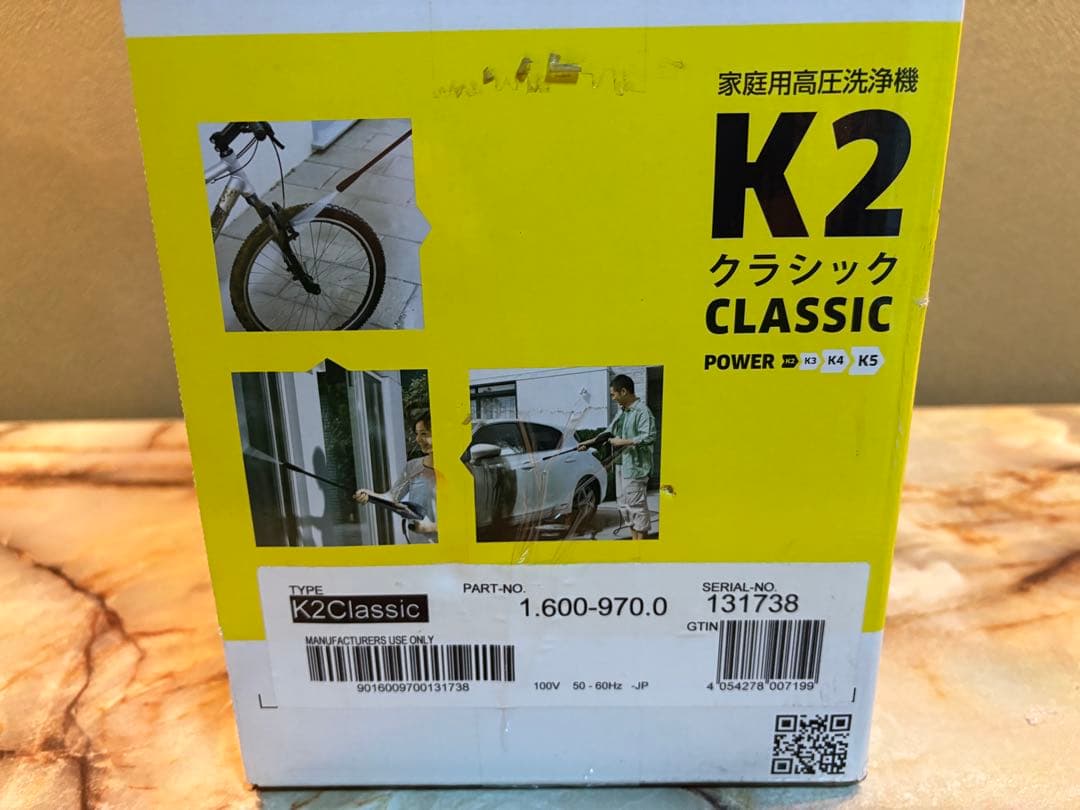 家庭用高圧洗浄機
K2
クラシック
CLASSIC
POWER K2 K3 K4 K5
TYPE
K2Classic
PART-NO.
1.600-970.0
SERIAL-NO.
131738
MANUFACTURERS USE ONLY
9016009700131738
100V 50-60Hz -JP
GTIN
4 054278 007199